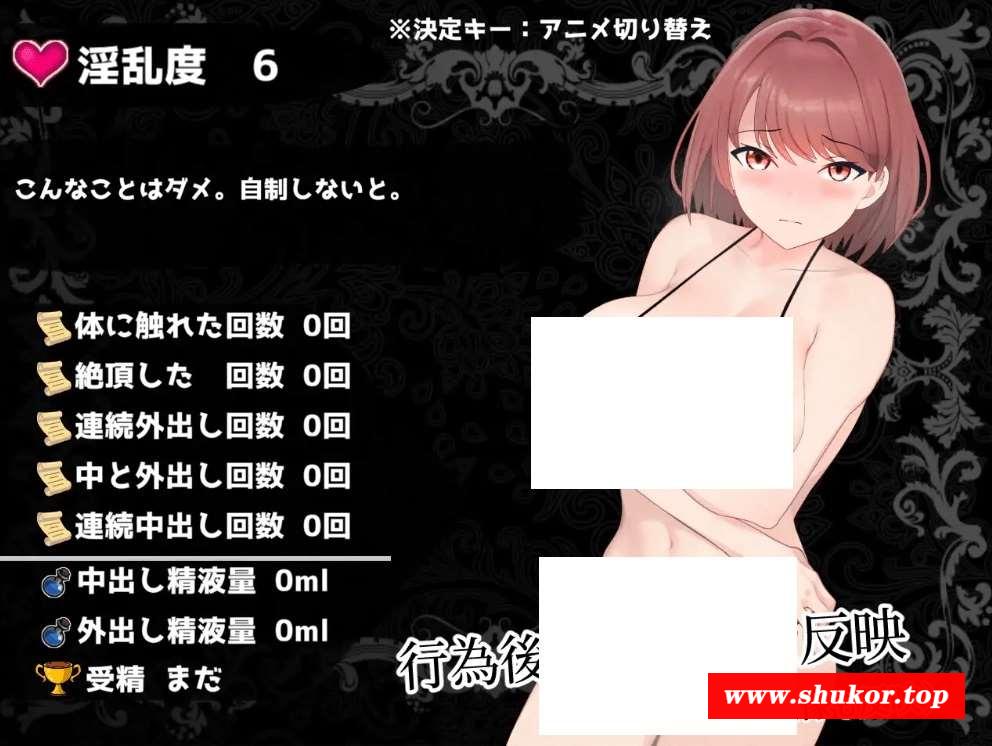 ※決定キー：アニメ切り替え
淫乱度 6
こんなことはダメ。自制しないと。
体に触れた回数 0回
絶頂した 回数 0回
連続外出し回数 0回
中と外出し回数 0回
連続中出し回数 0回
中出し精液量 0ml
外出し精液量 0ml
受精 まだ
行為後
反映
www.shukor.top